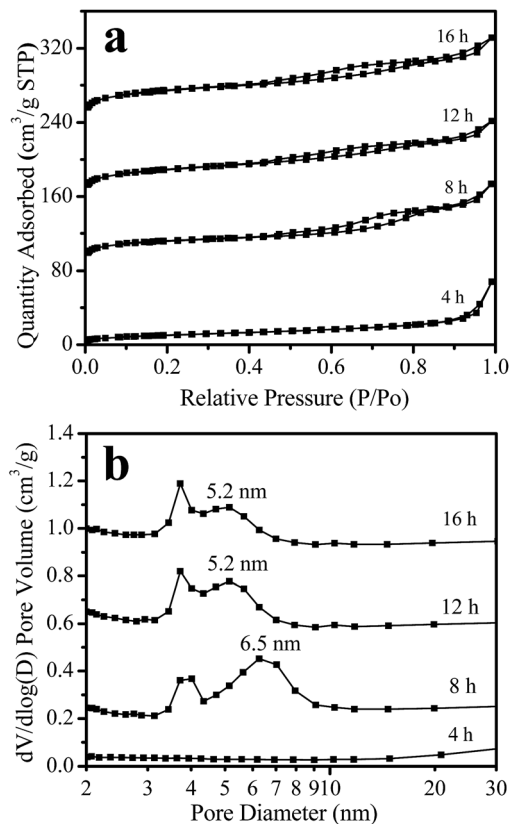 a
Quantity Adsorbed (cm³/g STP)
320
240
160
80
0
16 h
12 h
8 h
4 h
0.0 0.2 0.4 0.6 0.8 1.0
Relative Pressure (P/Po)
b
dV/dlog(D) Pore Volume (cm³/g)
1.4
1.2
1.0
0.8
0.6
0.4
0.2
0.0
5.2 nm
16 h
5.2 nm
12 h
6.5 nm
8 h
4 h
2 3 4 5 6 7 8 910 20 30
Pore Diameter (nm)